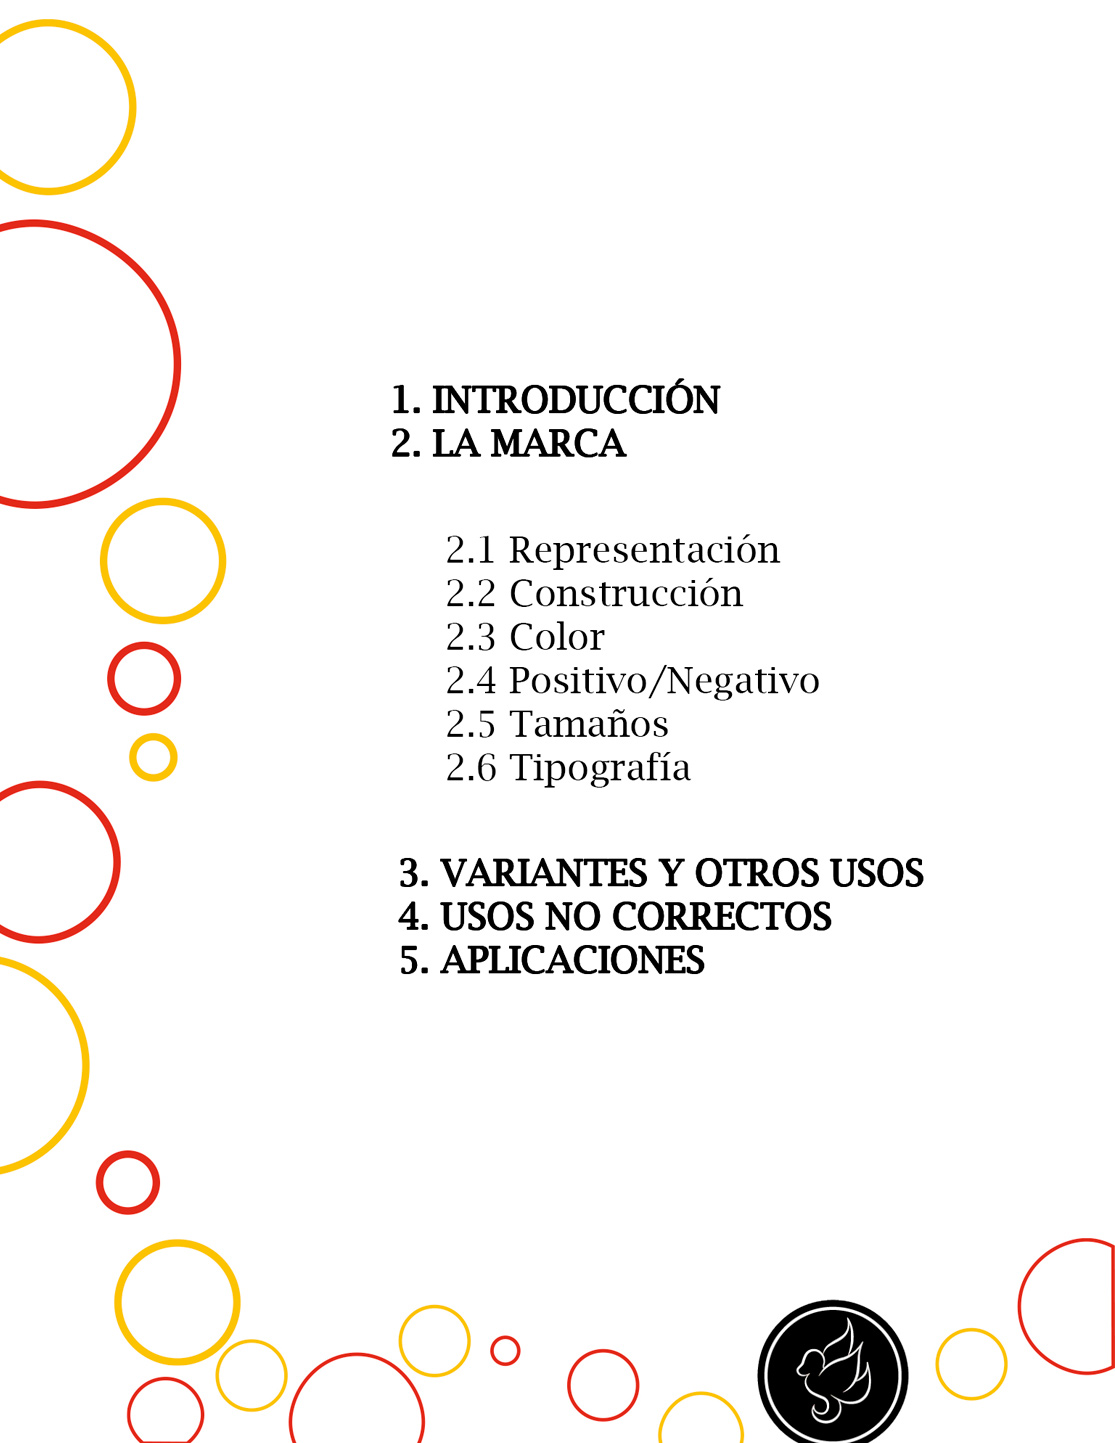 1. INTRODUCCIÓN
2. LA MARCA
2.1 Representación
2.2 Construcción
2.3 Color
2.4 Positivo/Negativo
2.5 Tamaños
2.6 Tipografía
3. VARIANTES Y OTROS USOS
4. USOS NO CORRECTOS
5. APLICACIONES